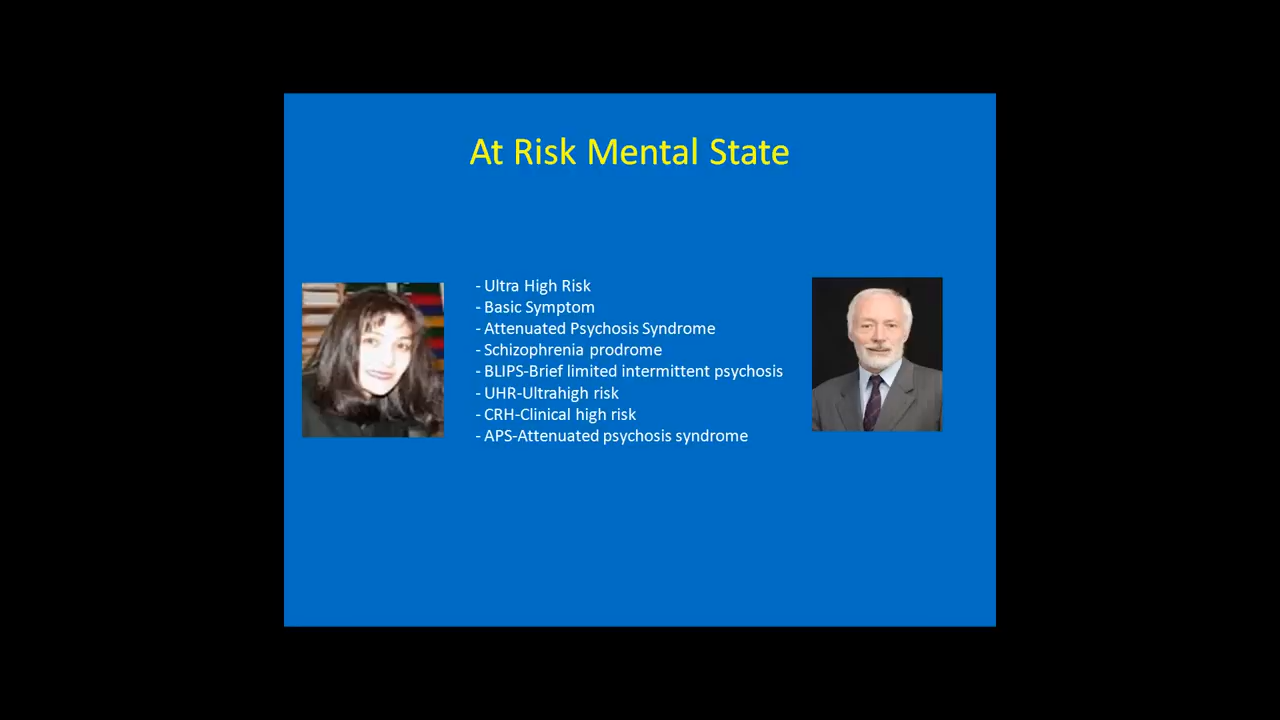 At Risk Mental State
- Ultra High Risk
- Basic Symptom
- Attenuated Psychosis Syndrome
- Schizophrenia prodrome
- BLIPS-Brief limited intermittent psychosis
- UHR-Ultrahigh risk
- CRH-Clinical high risk
- APS-Attenuated psychosis syndrome